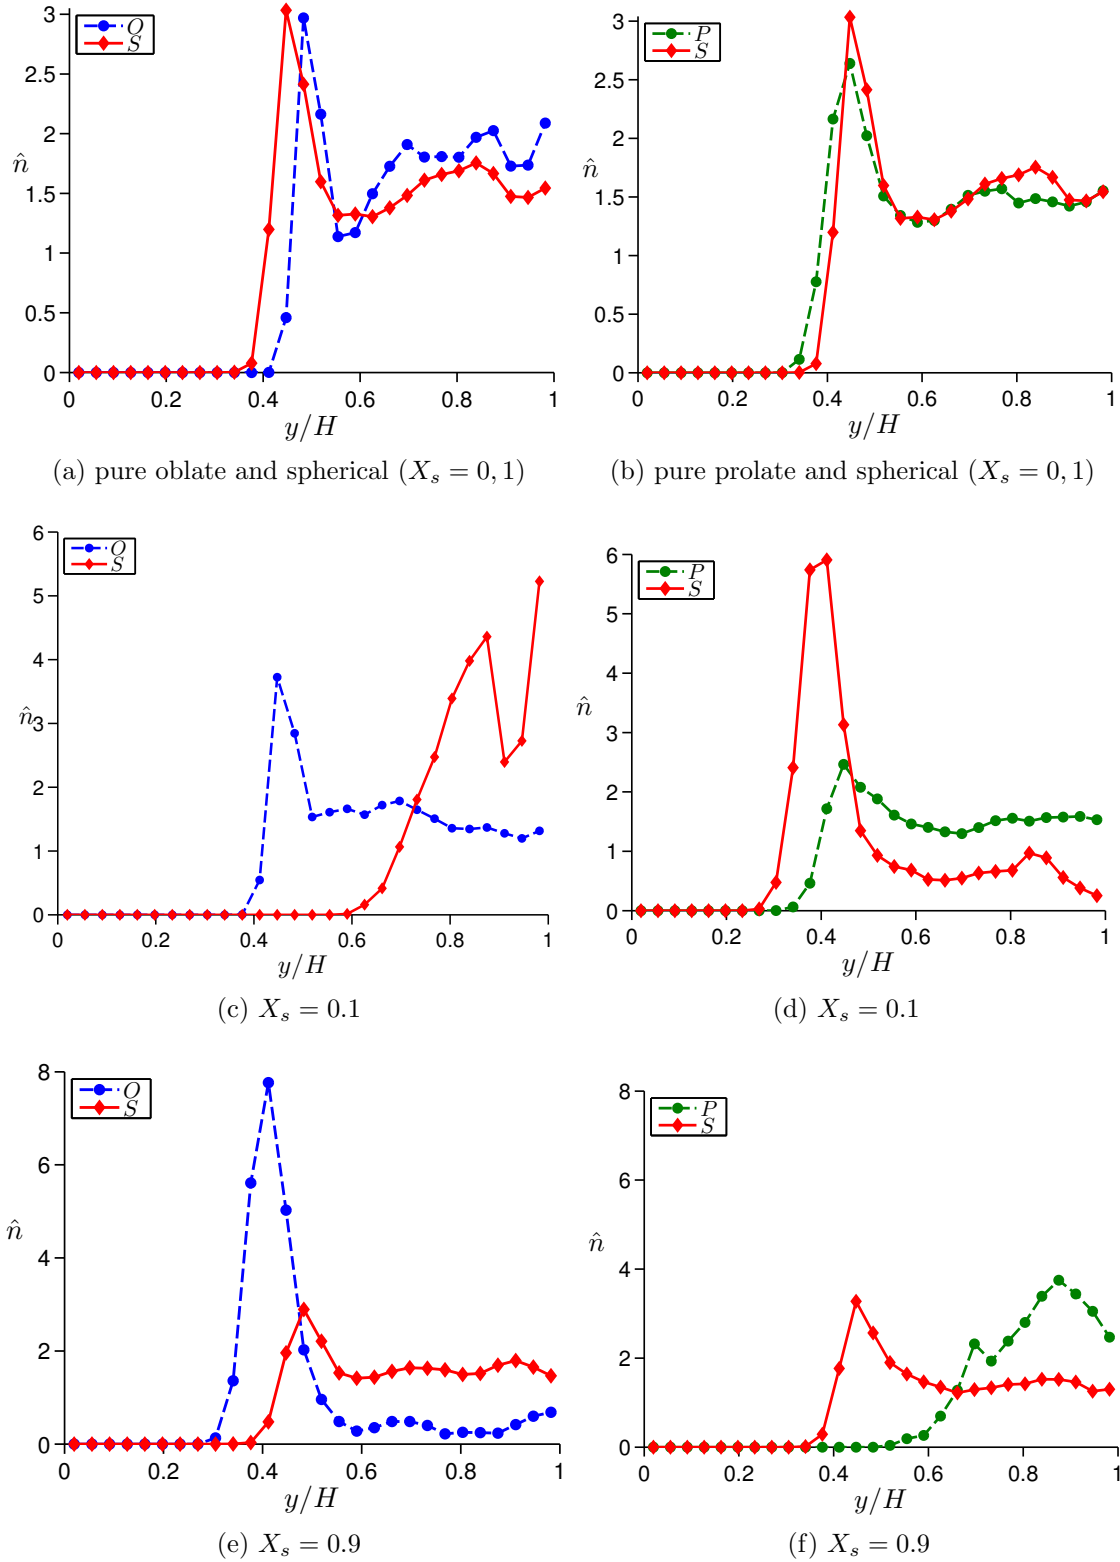 3
2.5
2
1.5
1
0.5
0
n̂
O
S
0 0.2 0.4 0.6 0.8 1
y/H
(a) pure oblate and spherical (X_s = 0, 1)
3
2.5
2
1.5
1
0.5
0
n̂
P
S
0 0.2 0.4 0.6 0.8 1
y/H
(b) pure prolate and spherical (X_s = 0, 1)
6
5
4
3
2
1
0
n̂
O
S
0 0.2 0.4 0.6 0.8 1
y/H
(c) X_s = 0.1
6
5
4
3
2
1
0
n̂
P
S
0 0.2 0.4 0.6 0.8 1
y/H
(d) X_s = 0.1
8
6
4
2
0
n̂
O
S
0 0.2 0.4 0.6 0.8 1
y/H
(e) X_s = 0.9
8
6
4
2
0
n̂
P
S
0 0.2 0.4 0.6 0.8 1
y/H
(f) X_s = 0.9